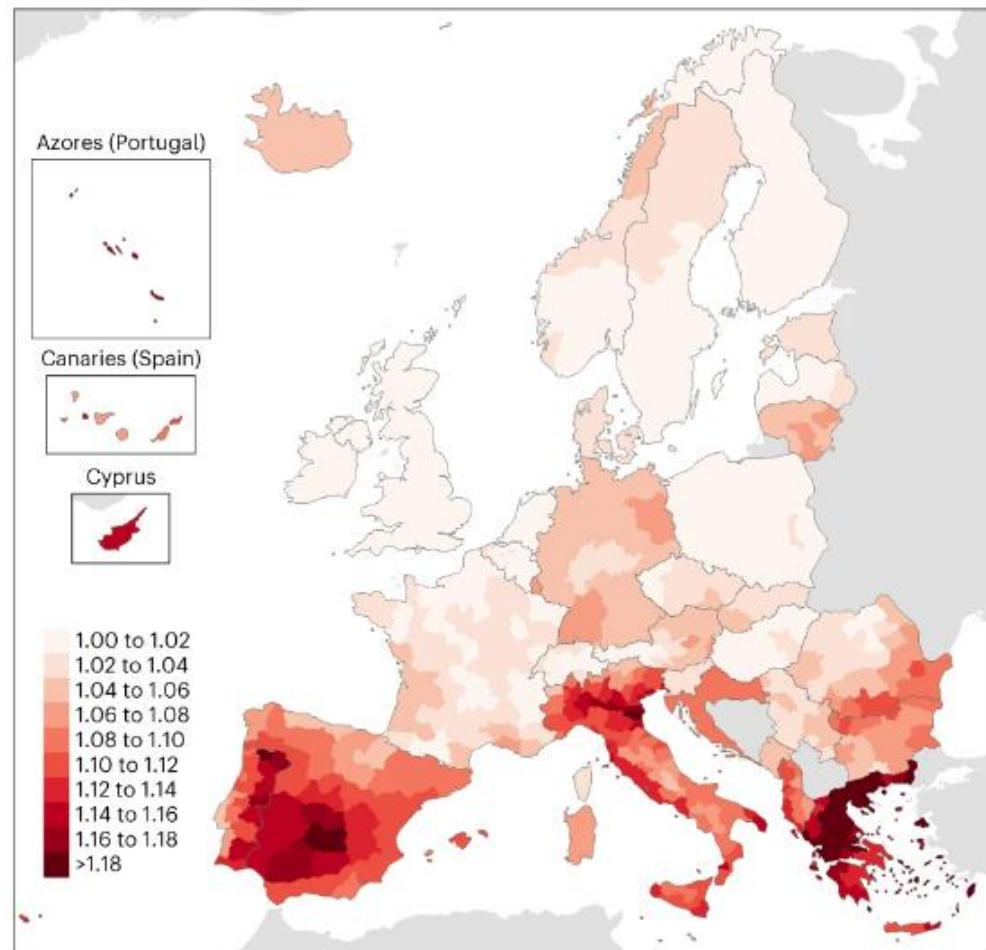 Azores (Portugal)
Canaries (Spain)
Cyprus
1.00 to 1.02
1.02 to 1.04
1.04 to 1.06
1.06 to 1.08
1.08 to 1.10
1.10 to 1.12
1.12 to 1.14
1.14 to 1.16
1.16 to 1.18
>1.18